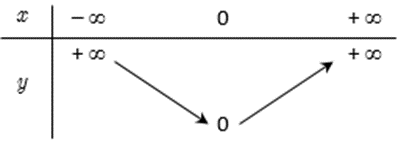 x −∞ 0 +∞
+∞ +∞
y
0